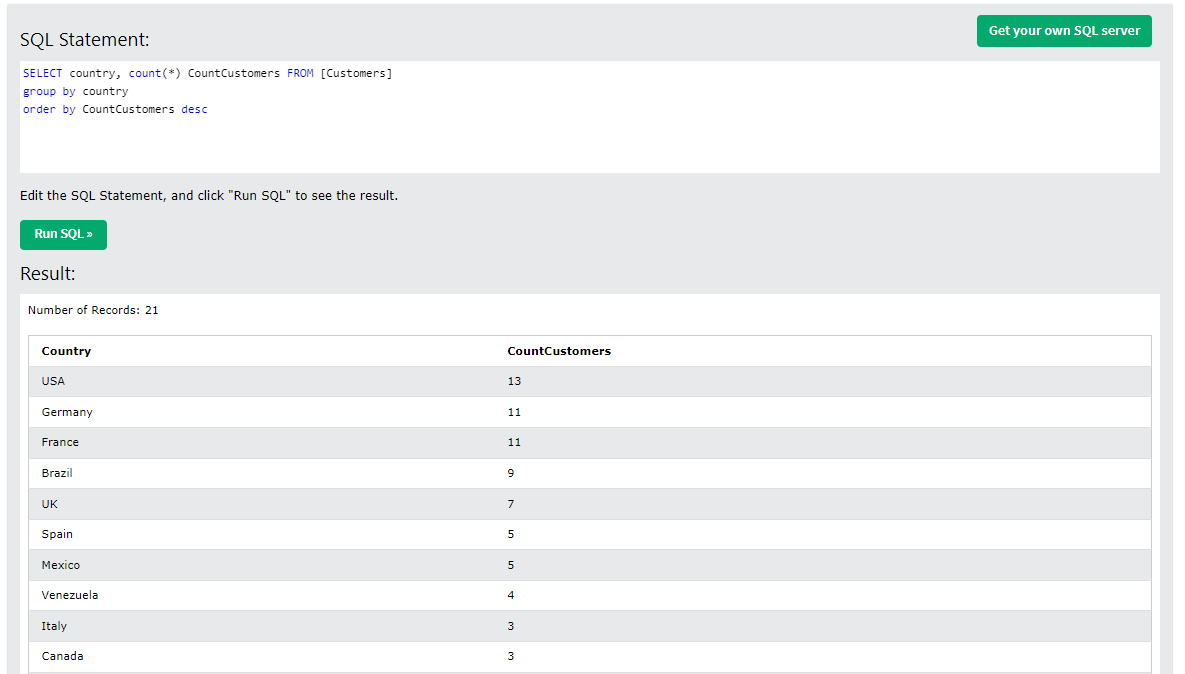 Get your own SQL server
SQL Statement:
SELECT country, count(*) CountCustomers FROM [Customers]
group by country
order by CountCustomers desc
Edit the SQL Statement, and click "Run SQL" to see the result.
Run SQL »
Result:
Number of Records: 21
Country CountCustomers
USA 13
Germany 11
France 11
Brazil 9
UK 7
Spain 5
Mexico 5
Venezuela 4
Italy 3
Canada 3